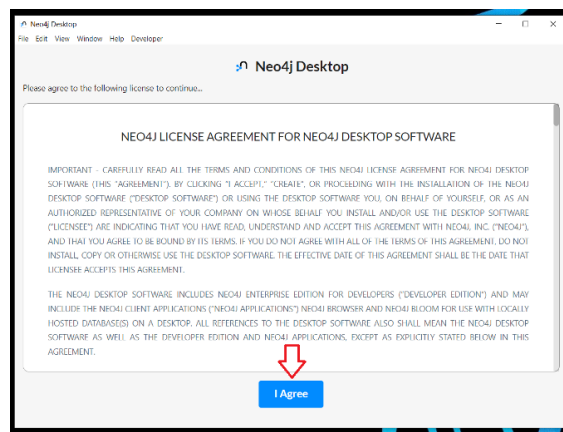 Neo4j Desktop
File Edit View Window Help Developer
Neo4j Desktop
Please agree to the following license to continue...
NEO4J LICENSE AGREEMENT FOR NEO4J DESKTOP SOFTWARE
IMPORTANT - CAREFULLY READ ALL THE TERMS AND CONDITIONS OF THIS NEO4J LICENSE AGREEMENT FOR NEO4J DESKTOP
SOFTWARE (THIS "AGREEMENT"). BY CLICKING "I ACCEPT," "CREATE", OR PROCEEDING WITH THE INSTALLATION OF THE NEO4J
DESKTOP SOFTWARE ("DESKTOP SOFTWARE") OR USING THE DESKTOP SOFTWARE YOU, ON BEHALF OF YOURSELF, OR AS AN
AUTHORIZED REPRESENTATIVE OF YOUR COMPANY ON WHOSE BEHALF YOU INSTALL AND/OR USE THE DESKTOP SOFTWARE
("LICENSEE") ARE INDICATING THAT YOU HAVE READ, UNDERSTAND AND ACCEPT THIS AGREEMENT WITH NEO4J, INC. ("NEO4J"),
AND THAT YOU AGREE TO BE BOUND BY ITS TERMS. IF YOU DO NOT AGREE WITH ALL OF THE TERMS OF THIS AGREEMENT, DO NOT
INSTALL, COPY OR OTHERWISE USE THE DESKTOP SOFTWARE. THE EFFECTIVE DATE OF THIS AGREEMENT SHALL BE THE DATE THAT
LICENSEE ACCEPTS THIS AGREEMENT.
THE NEO4J DESKTOP SOFTWARE INCLUDES NEO4J ENTERPRISE EDITION FOR DEVELOPERS ("DEVELOPER EDITION") AND MAY
INCLUDE THE NEO4J CLIENT APPLICATIONS ("NEO4J APPLICATIONS") NEO4J BROWSER AND NEO4J BLOOM FOR USE WITH LOCALLY
HOSTED DATABASE(S) ON A DESKTOP. ALL REFERENCES TO THE DESKTOP SOFTWARE ALSO SHALL MEAN THE NEO4J DESKTOP
SOFTWARE AS WELL AS THE DEVELOPER EDITION AND NEO4J APPLICATIONS, EXCEPT AS EXPLICITLY STATED BELOW IN THIS
AGREEMENT.
I Agree